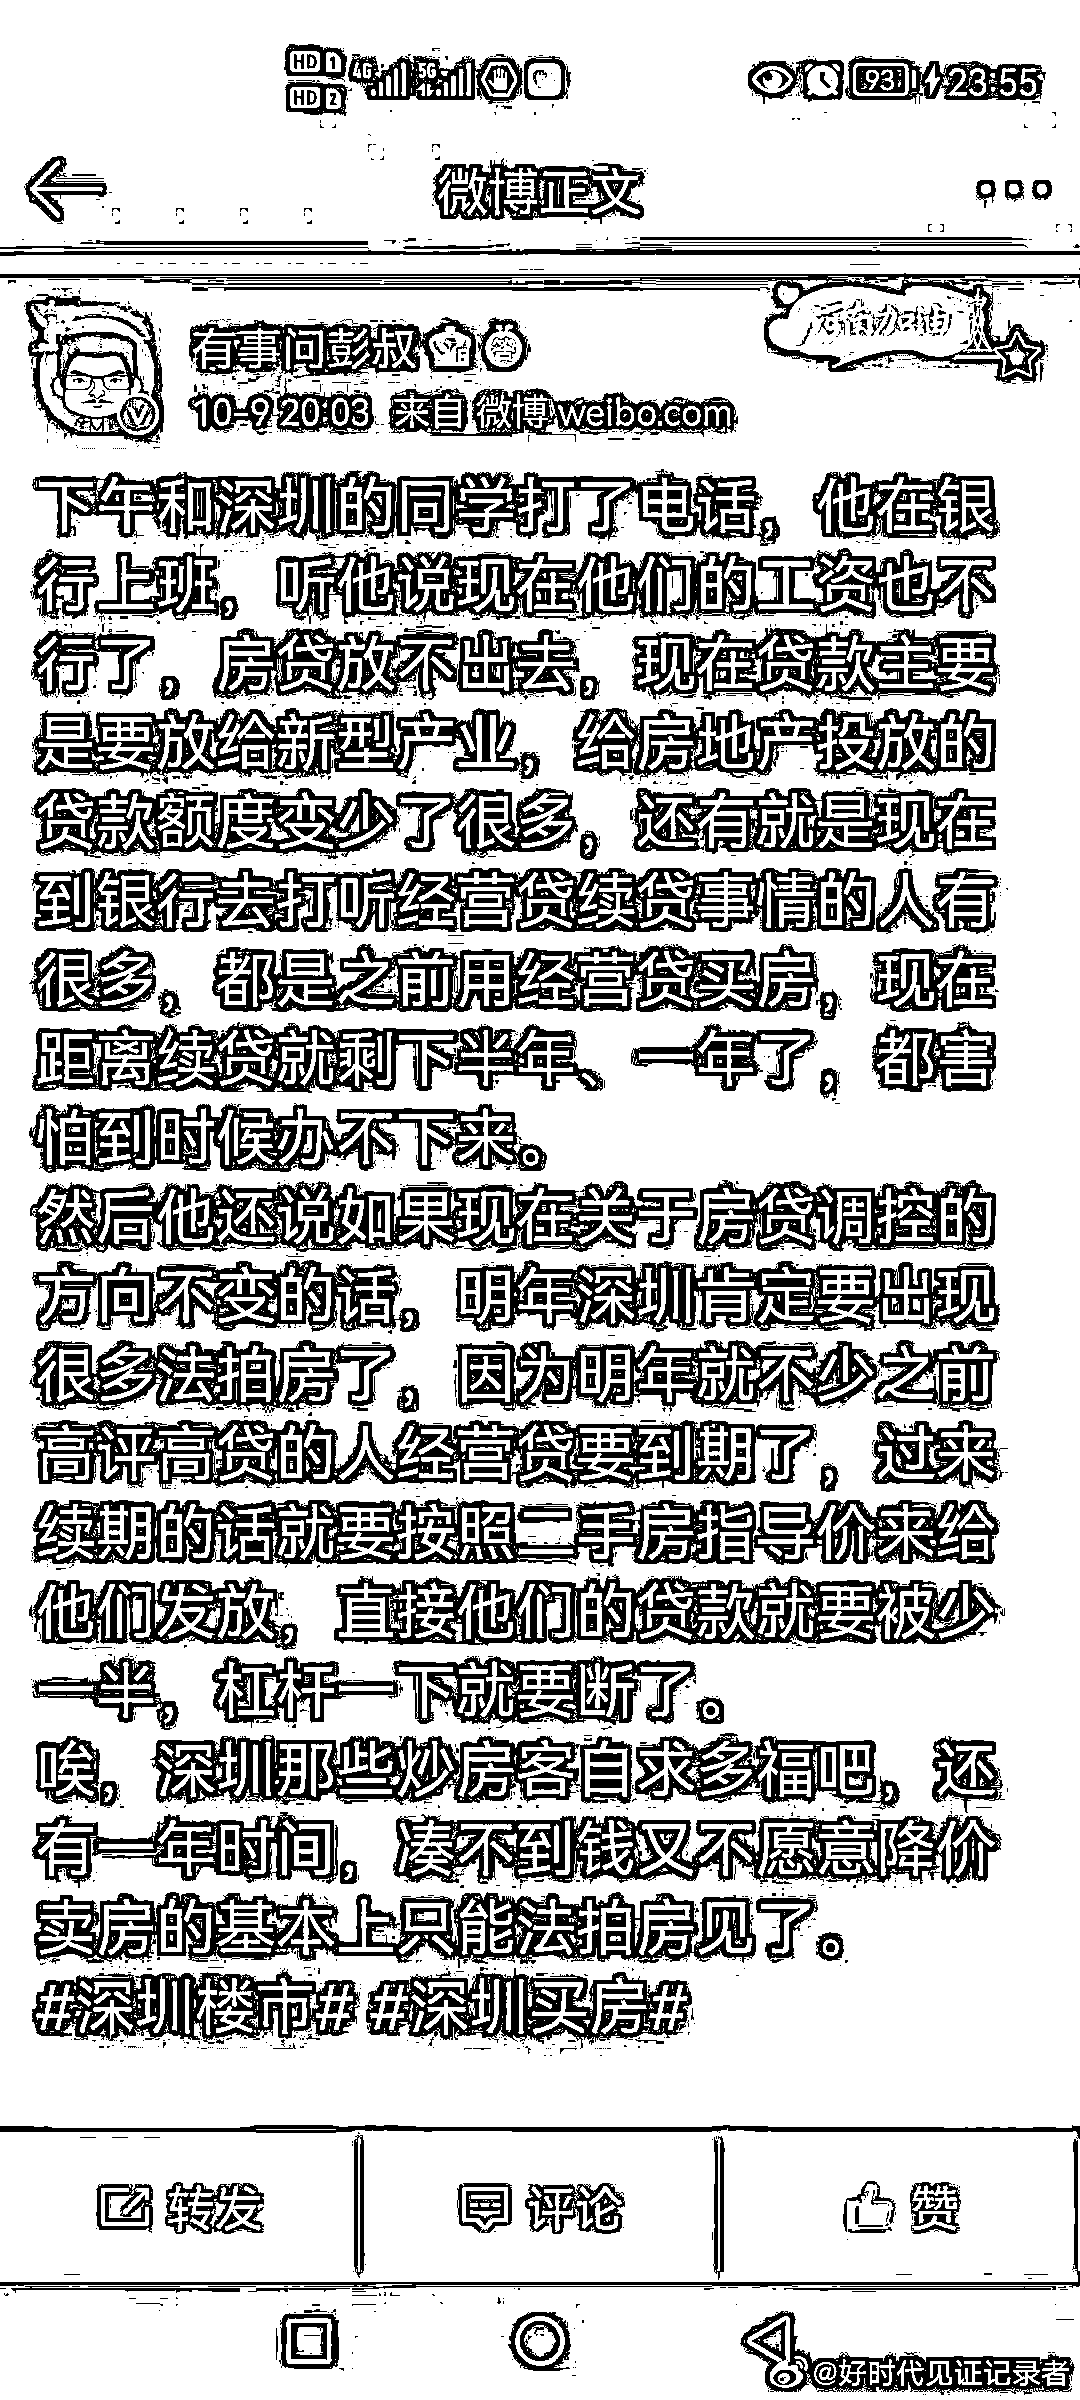 HD 1 4G 5G 93 23:55
HD 2
微博正文
有事问彭叔
河南加油
10-9 20:03 来自 微博 weibo.com
下午和深圳的同学打了电话，他在银
行上班，听他说现在他们的工资也不
行了，房贷放不出去，现在贷款主要
是要放给新型产业，给房地产投放的
贷款额度变少了很多，还有就是现在
到银行去打听经营贷续贷事情的人有
很多，都是之前用经营贷买房，现在
距离续贷就剩下半年、一年了，都害
怕到时候办不下来。
然后他还说如果现在关于房贷调控的
方向不变的话，明年深圳肯定要出现
很多法拍房了，因为明年就不少之前
高评高贷的人经营贷要到期了，过来
续期的话就要按照二手房指导价来给
他们发放，直接他们的贷款就要被少
一半，杠杆一下就要断了。
唉，深圳那些炒房客自求多福吧，还
有一年时间，凑不到钱又不愿意降价
卖房的基本上只能法拍房见了。
#深圳楼市# #深圳买房#
转发 评论 赞
@好时代见证记录者